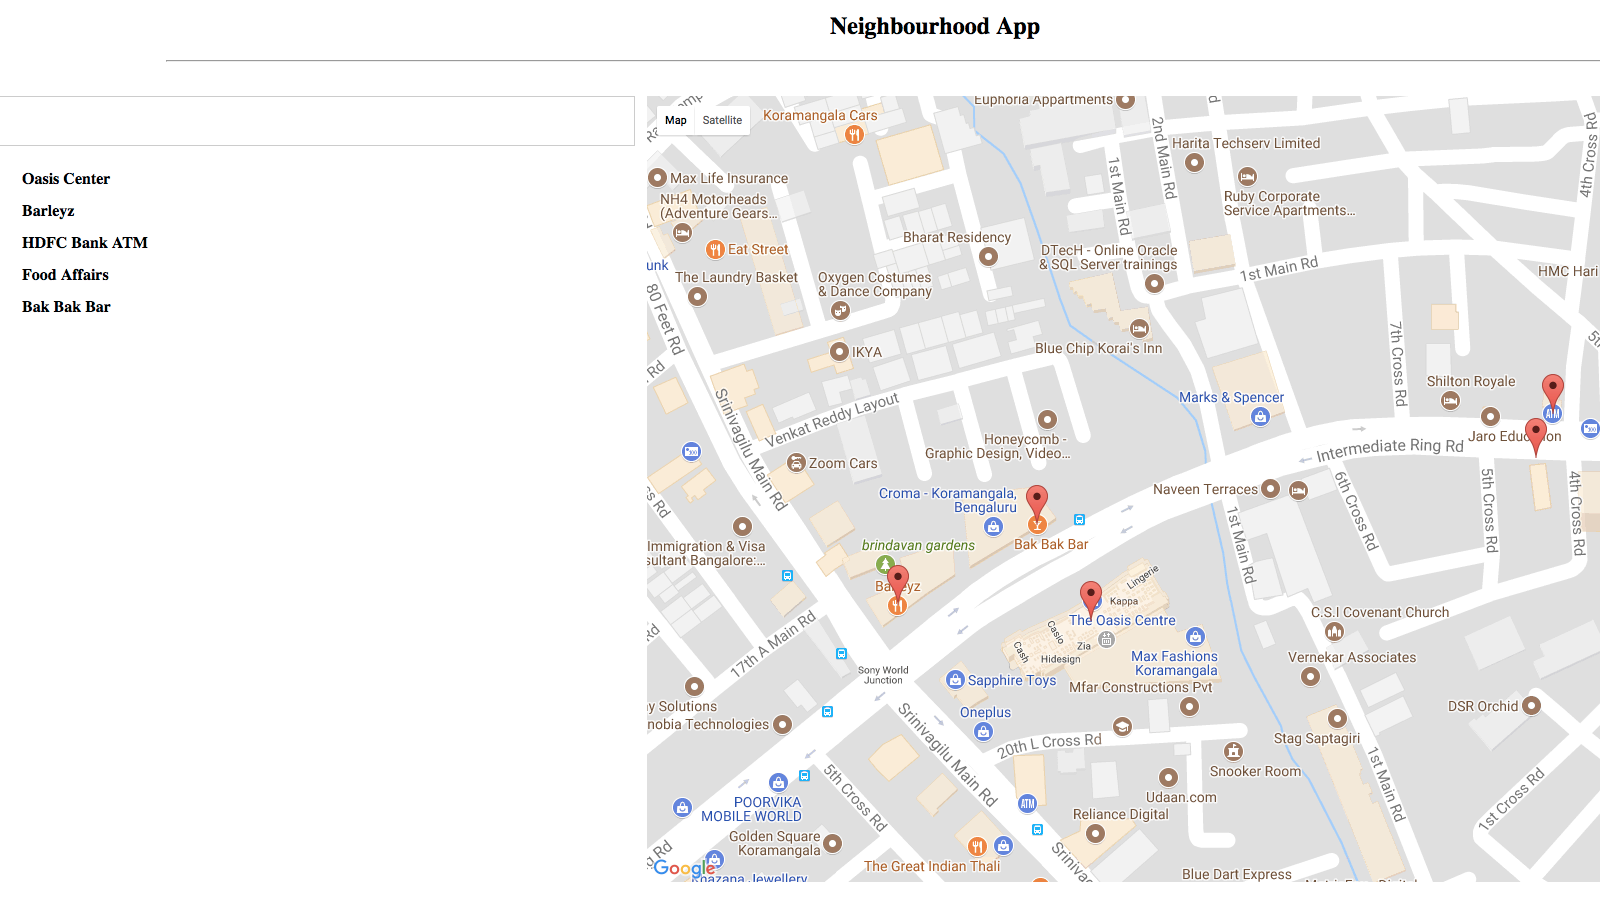 Neighbourhood App
Oasis Center
Barleyz
HDFC Bank ATM
Food Affairs
Bak Bak Bar
Map
Satellite
Koramangala Cars
Euphoria Appartments
2nd Main Rd
1st Main Rd
Harita Techserv Limited
4th Cross Rd
Max Life Insurance
NH4 Motorheads
(Adventure Gears...
Ruby Corporate
Service Apartments...
Eat Street
Bharat Residency
DTecH - Online Oracle
& SQL Server trainings
unk
The Laundry Basket
Oxygen Costumes
& Dance Company
1st Main Rd
HMC Hari
80 Feet Rd
IKYA
Blue Chip Korai's Inn
7th Cross Rd
Rd
Srinivagilu Main Rd
Venkat Reddy Layout
Marks & Spencer
Shilton Royale
ATM
Jaro Education
Intermediate Ring Rd
Honeycomb -
Graphic Design, Video...
Zoom Cars
Croma - Koramangala,
Bengaluru
Naveen Terraces
6th Cross Rd
5th Cross Rd
4th Cross Rd
ss Rd
Bak Bak Bar
brindavan gardens
1st Main Rd
Immigration & Visa
sultant Bangalore:...
Barleyz
Lingerie
Kappa
The Oasis Centre
Casio
Zia
Cash
Hidesign
C.S.I Covenant Church
17th A Main Rd
Max Fashions
Koramangala
Vernekar Associates
Sony World
Junction
Sapphire Toys
Mfar Constructions Pvt
y Solutions
nobia Technologies
Oneplus
DSR Orchid
Srinivagilu Main Rd
20th L Cross Rd
Stag Saptagiri
1st Main Rd
Snooker Room
5th Cross Rd
Udaan.com
1st Cross Rd
POORVIKA
MOBILE WORLD
ATM
Reliance Digital
Golden Square
Koramangala
The Great Indian Thali
Sriniva
Google
Khazana Jewellery
Blue Dart Express